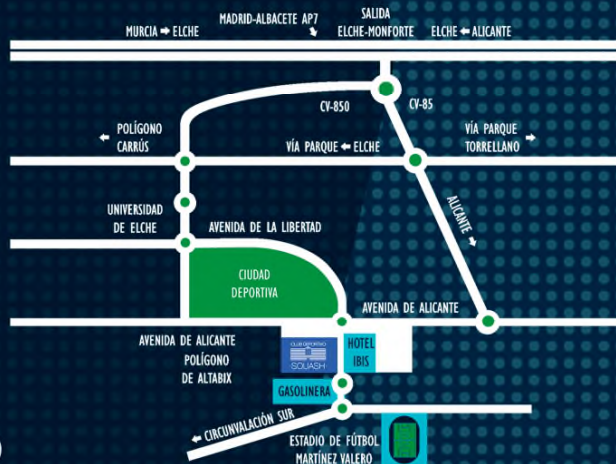 MADRID-ALBACETE AP7
SALIDA
ELCHE-MONFORTE
MURCIA ➡ ELCHE
ELCHE ⬅ ALICANTE
CV-850
CV-85
POLÍGONO
CARRÚS
VÍA PARQUE ⬅ ELCHE
VÍA PARQUE
TORRELLANO
UNIVERSIDAD
DE ELCHE
ALICANTE
AVENIDA DE LA LIBERTAD
CIUDAD
DEPORTIVA
AVENIDA DE ALICANTE
AVENIDA DE ALICANTE
POLÍGONO
DE ALTABIX
CLUB DEPORTIVO
SQUASH
HOTEL
IBIS
GASOLINERA
CIRCUNVALACIÓN SUR
ESTADIO DE FÚTBOL
MARTÍNEZ VALERO